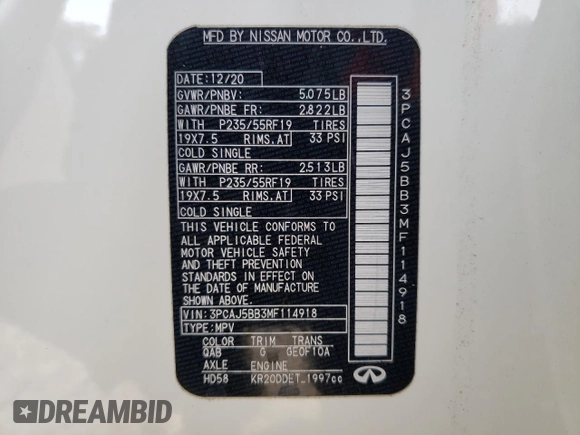 MFD BY NISSAN MOTOR CO.,LTD.
DATE: 12/20
GVWR/PNBV: 5,075LB
GAWR/PNBE FR: 2,822LB
WITH P235/55RF19 TIRES
19X7.5 RIMS.AT 33 PSI
COLD SINGLE
GAWR/PNBE RR: 2,513LB
WITH P235/55RF19 TIRES
19X7.5 RIMS.AT 33 PSI
COLD SINGLE
THIS VEHICLE CONFORMS TO
ALL APPLICABLE FEDERAL
MOTOR VEHICLE SAFETY
AND THEFT PREVENTION
STANDARDS IN EFFECT ON
THE DATE OF MANUFACTURE
SHOWN ABOVE.
VIN: 3PCAJ5BB3MF114918
TYPE: MPV
COLOR TRIM TRANS
QAB G GE0F10A
AXLE ENGINE
HD58 KR20DDET_1997cc
3PCAJ5BB3MF114918
DREAMBID